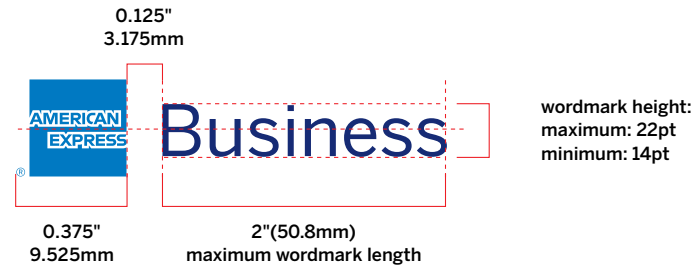 0.125"
3.175mm
AMERICAN
EXPRESS
®
Business
wordmark height:
maximum: 22pt
minimum: 14pt
0.375"
9.525mm
2"(50.8mm)
maximum wordmark length